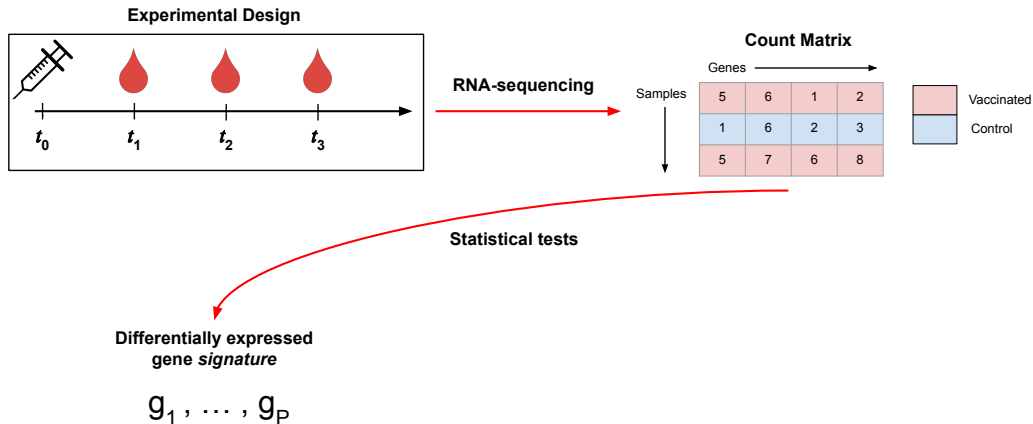 Experimental Design
t0
t1
t2
t3
RNA-sequencing
Count Matrix
Genes
Samples
5 6 1 2
1 6 2 3
5 7 6 8
Vaccinated
Control
Statistical tests
Differentially expressed
gene signature
g1 , … , gP